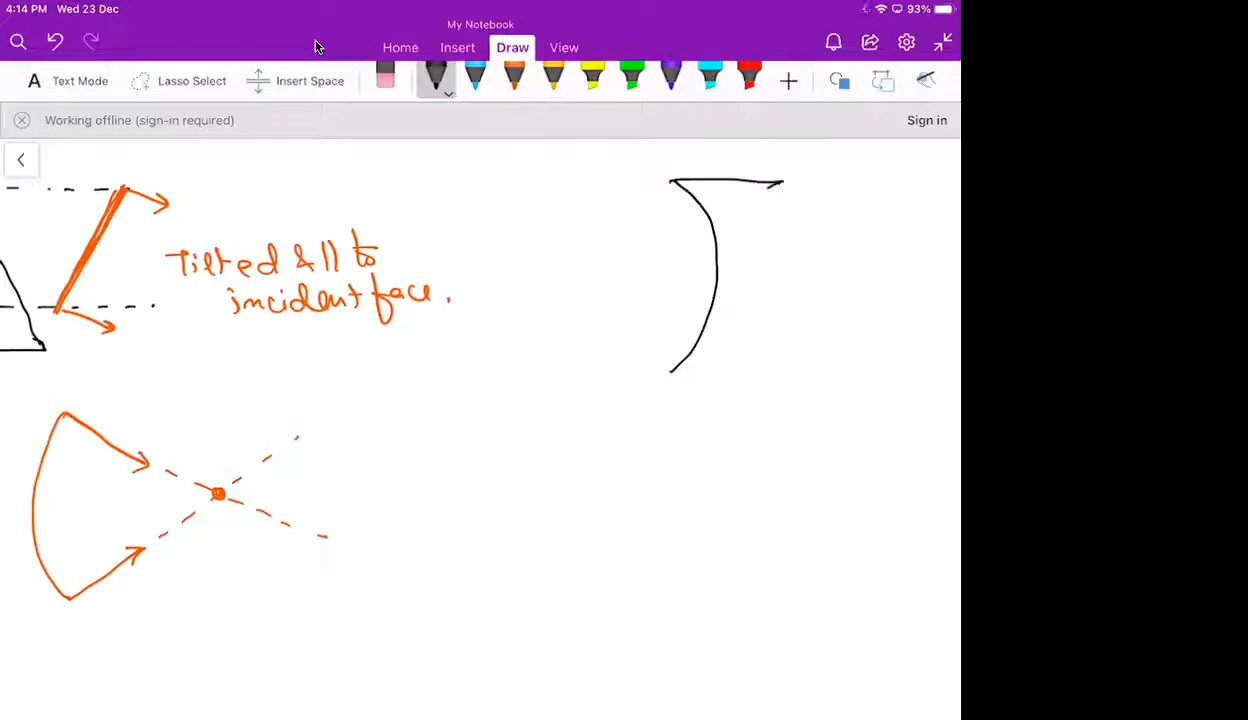 4:14 PM Wed 23 Dec
93%
My Notebook
Home Insert Draw View
A Text Mode Lasso Select Insert Space
Working offline (sign-in required)
Sign in
Tilted & || to
incident face.